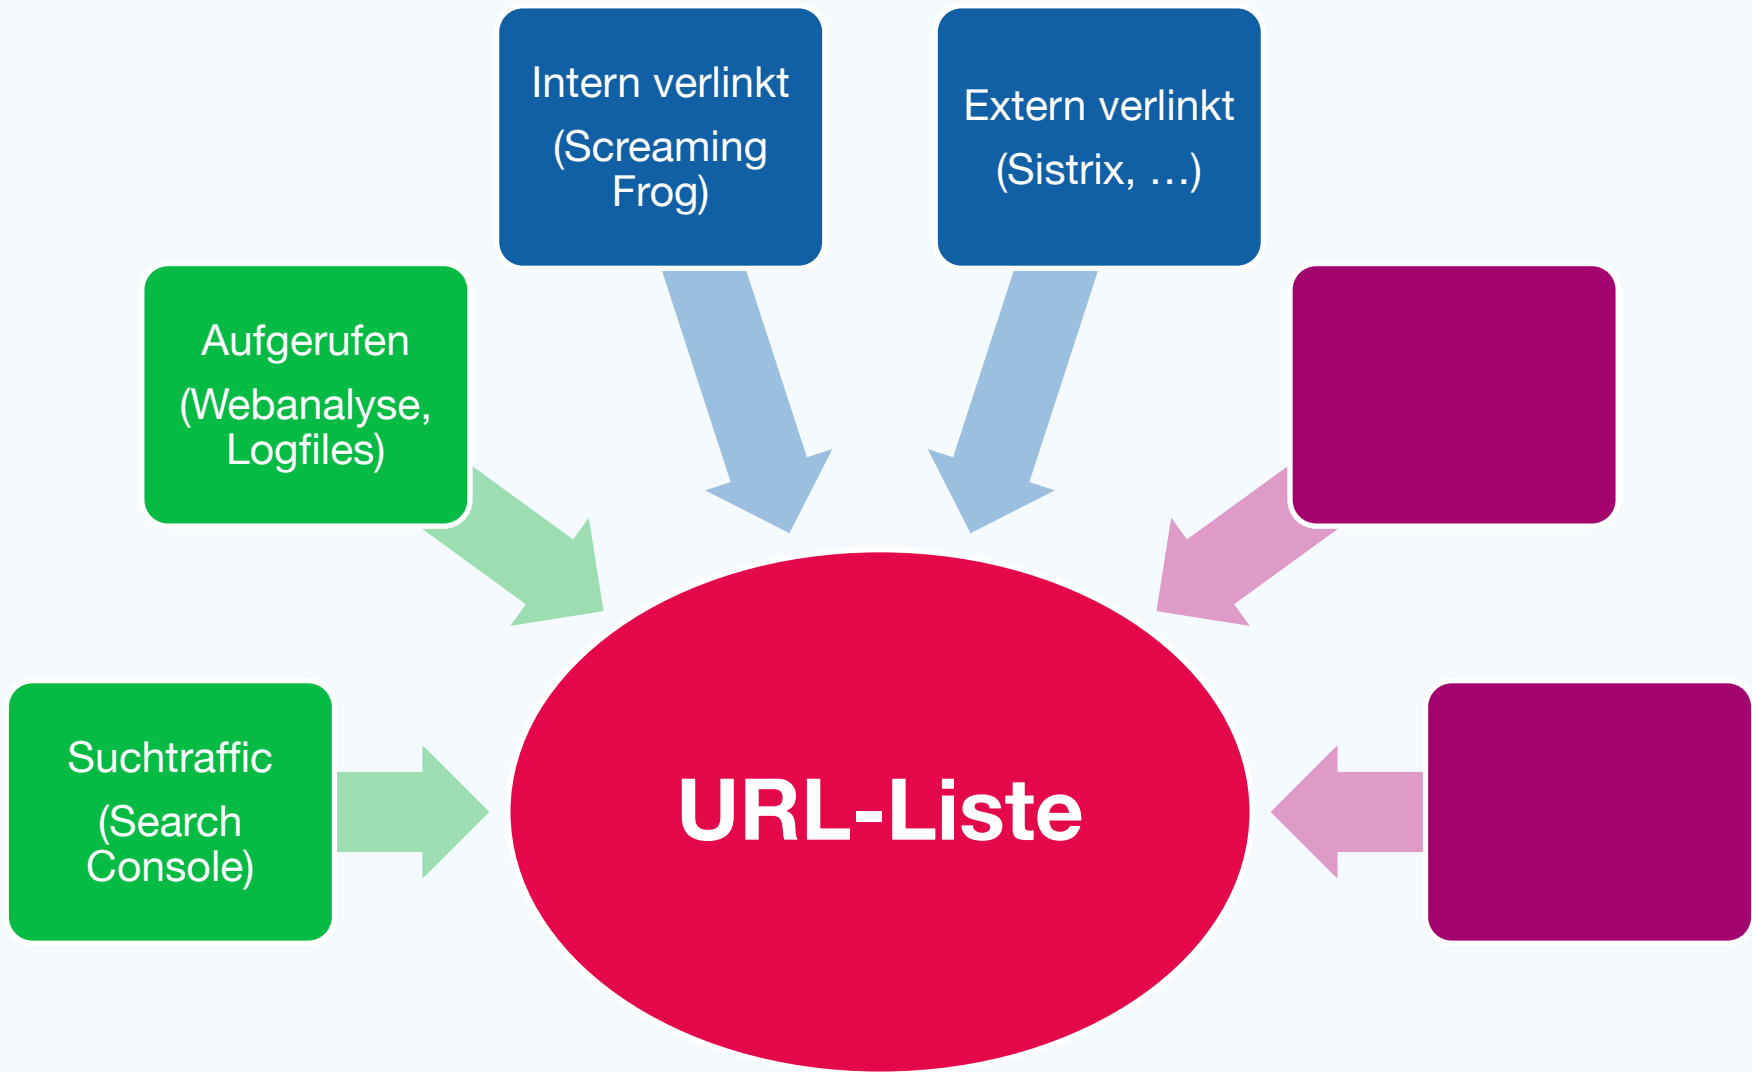 Intern verlinkt
(Screaming
Frog)
Extern verlinkt
(Sistrix, …)
Aufgerufen
(Webanalyse,
Logfiles)
Suchtraffic
(Search
Console)
URL-Liste